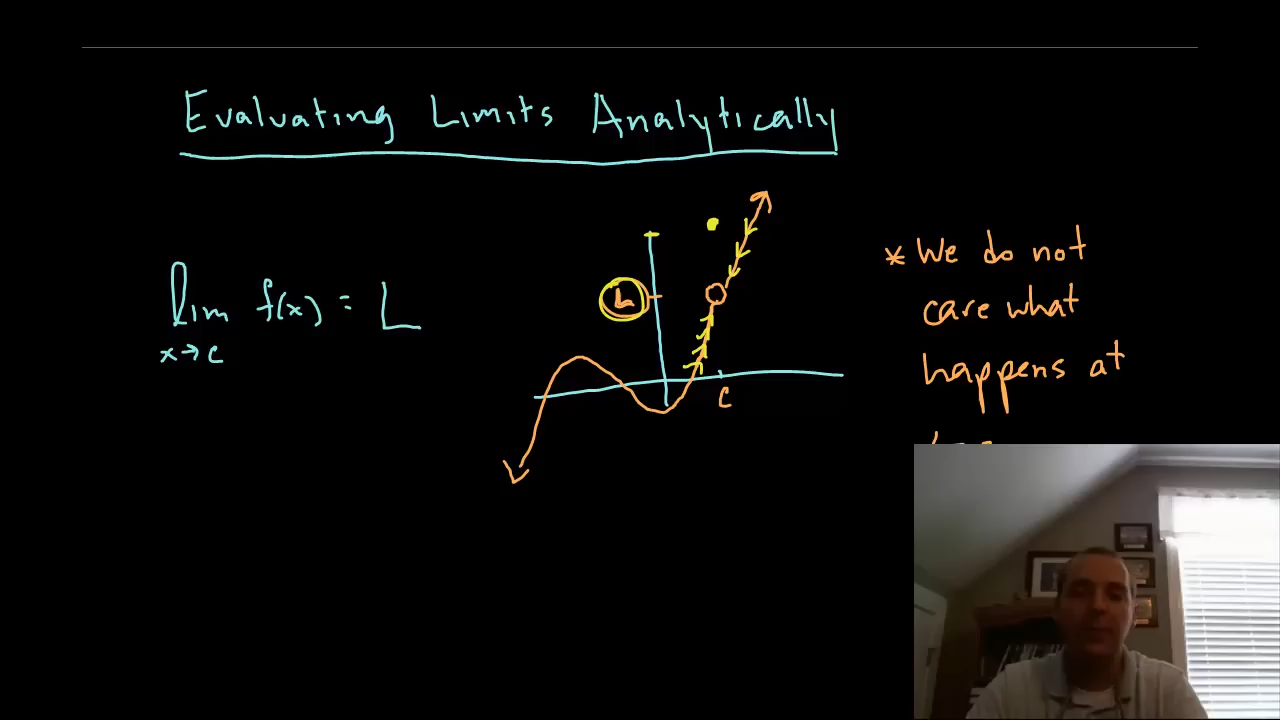 Evaluating Limits Analytically
lim f(x) = L
x→c
L
c
* We do not
care what
happens at